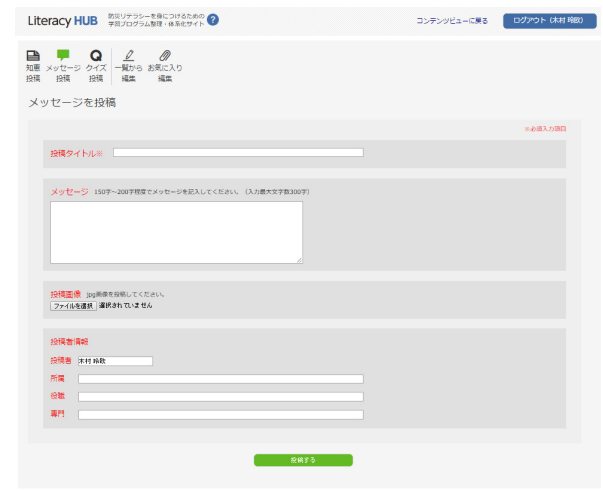 Literacy HUB 防災リテラシーを身につけるための
学習プログラム整理・体系化サイト ?
コンテンツビューに戻る
ログアウト（木村 玲欧）
知恵
投稿
メッセージ
投稿
Q
クイズ
投稿
一覧から
編集
お気に入り
編集
メッセージを投稿
※必須入力項目
投稿タイトル※
メッセージ 150字～200字程度でメッセージを記入してください。（入力最大文字数300字）
投稿画像 jpg画像を投稿してください。
ファイルを選択 選択されていません
投稿者情報
投稿者 木村 玲欧
所属
役職
専門
投稿する